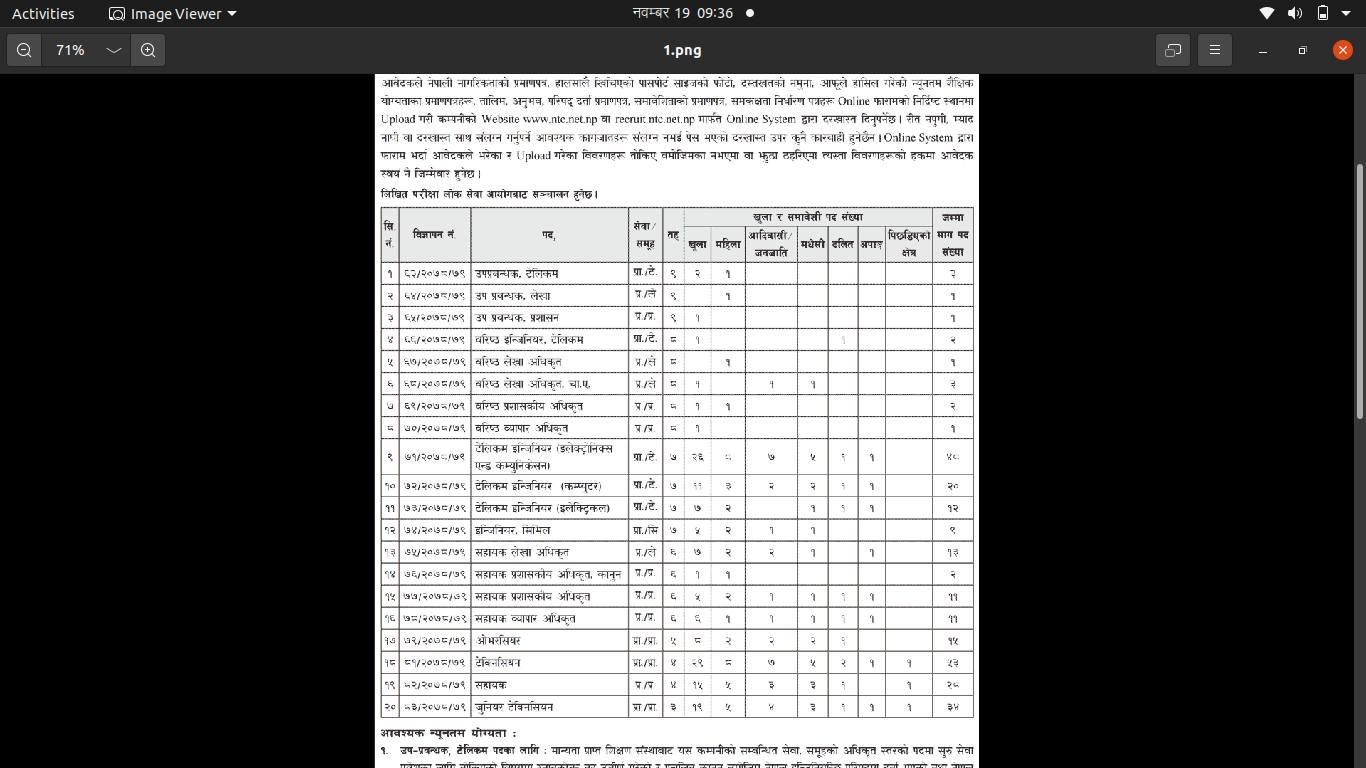 Activities Image Viewer नवम्बर 19 09:36
71% 1.png
आवेदकले नेपाली नागरिकताको प्रमाणपत्र, हालसालै खिचिएको पासपोर्ट साइजको फोटो, दस्तखतको नमुना, आफूले हासिल गरेको न्यूनतम शैक्षिक
योग्यताका प्रमाणपत्रहरू, तालिम, अनुभव, परिषद् दर्ता प्रमाणपत्र, समावेशिताको प्रमाणपत्र, समकक्षता निर्धारण पत्रहरू Online फारामको निर्दिष्ट स्थानमा
Upload गरी कम्पनीको Website www.ntc.net.np वा recruit.ntc.net.np मार्फत Online System द्वारा दरखास्त दिनुपर्नेछ। रीत नपुगी, म्याद
नाघी वा दरखास्त साथ संलग्न गर्नुपर्ने आवश्यक कागजातहरू संलग्न नभई पेस भएको दरखास्त उपर कुनै कारवाही हुनेछैन। Online System द्वारा
फाराम भर्दा आवेदकले भरेका र Upload गरेका विवरणहरू तोकिए बमोजिमका नभएमा वा झुठा ठहरिएमा त्यस्ता विवरणहरूको हकमा आवेदक
स्वयं नै जिम्मेवार हुनेछ।
लिखित परीक्षा लोक सेवा आयोगबाट सञ्चालन हुनेछ।
सि. नं. विज्ञापन नं. पद, सेवा/समूह तह खुला र समावेशी पद संख्या जम्मा माग पद संख्या
खुला महिला आदिवासी/जनजाति मधेसी दलित अपाङ्ग पिछडिएको क्षेत्र
१ ६३/२०७८/७९ उपप्रबन्धक, टेलिकम प्रा./टे. ९ २ १ ३
२ ६४/२०७८/७९ उप प्रबन्धक, लेखा प्र./ले ९ १ १
३ ६५/२०७८/७९ उप प्रबन्धक, प्रशासन प्र./प्र. ९ १ १
४ ६६/२०७८/७९ वरिष्ठ इन्जिनियर, टेलिकम प्रा./टे. ८ १ १ २
५ ६७/२०७८/७९ वरिष्ठ लेखा अधिकृत प्र./ले ८ १ १
६ ६८/२०७८/७९ वरिष्ठ लेखा अधिकृत, चा.ए. प्र./ले ८ १ १ १ ३
७ ६९/२०७८/७९ वरिष्ठ प्रशासकीय अधिकृत प्र./प्र. ८ १ १ २
८ ७०/२०७८/७९ वरिष्ठ व्यापार अधिकृत प्र./प्र. ८ १ १
९ ७१/२०७८/७९ टेलिकम इन्जिनियर (इलेक्ट्रोनिक्स एन्ड कम्युनिकेसन) प्रा./टे. ७ २६ ८ ७ ५ १ १ ४८
१० ७२/२०७८/७९ टेलिकम इन्जिनियर (कम्प्युटर) प्रा./टे. ७ ११ ३ २ २ १ १ २०
११ ७३/२०७८/७९ टेलिकम इन्जिनियर (इलेक्ट्रिकल) प्रा./टे. ७ ७ २ १ १ १ १२
१२ ७४/२०७८/७९ इन्जिनियर, सिभिल प्रा./सि ७ ५ २ १ १ ९
१३ ७५/२०७८/७९ सहायक लेखा अधिकृत प्र./ले ६ ७ २ २ १ १ १३
१४ ७६/२०७८/७९ सहायक प्रशासकीय अधिकृत, कानुन प्र./प्र. ६ १ १ २
१५ ७७/२०७८/७९ सहायक प्रशासकीय अधिकृत प्र./प्र. ६ ५ २ १ १ १ १ ११
१६ ७८/२०७८/७९ सहायक व्यापार अधिकृत प्र./प्र. ६ ६ १ १ १ १ १ ११
१७ ७९/२०७८/७९ ओभरसियर प्रा./प्रा. ५ ८ २ २ २ १ १५
१८ ८१/२०७८/७९ टेक्निसियन प्रा./प्रा. ४ २९ ८ ७ ५ २ १ १ ५३
१९ ८२/२०७८/७९ सहायक प्र./प्र. ४ १५ ५ ३ ३ १ १ २८
२० ८३/२०७८/७९ जुनियर टेक्निसियन प्रा./प्रा. ३ १९ ५ ४ ३ १ १ १ ३४
आवश्यक न्यूनतम योग्यता :
१. उप-प्रबन्धक, टेलिकम पदका लागि : मान्यता प्राप्त शिक्षण संस्थाबाट यस कम्पनीको सम्बन्धित सेवा, समूहको अधिकृत स्तरको पदमा सुरु सेवा